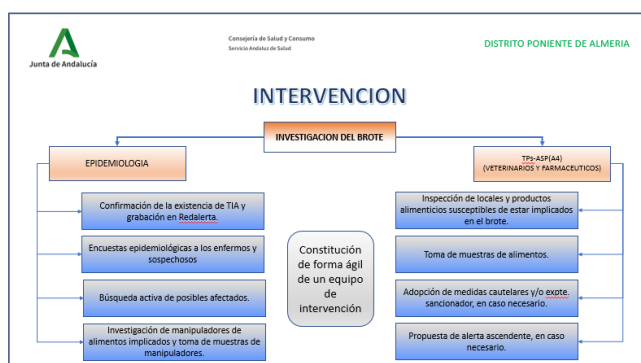 Junta de Andalucía
Consejería de Salud y Consumo
Servicio Andaluz de Salud
DISTRITO PONIENTE DE ALMERIA
INTERVENCION
INVESTIGACION DEL BROTE
EPIDEMIOLOGIA
TPs-ASP(A4)
(VETERINARIOS Y FARMACEUTICOS)
Confirmación de la existencia de TIA y
grabación en Redalerta.
Encuestas epidemiológicas a los enfermos y
sospechosos
Búsqueda activa de posibles afectados.
Investigación de manipuladores de
alimentos implicados y toma de muestras de
manipuladores.
Constitución
de forma ágil
de un equipo
de
intervención
Inspección de locales y productos
alimenticios susceptibles de estar implicados
en el brote.
Toma de muestras de alimentos.
Adopción de medidas cautelares y/o expte.
sancionador, en caso necesario.
Propuesta de alerta ascendente, en caso
necesario.